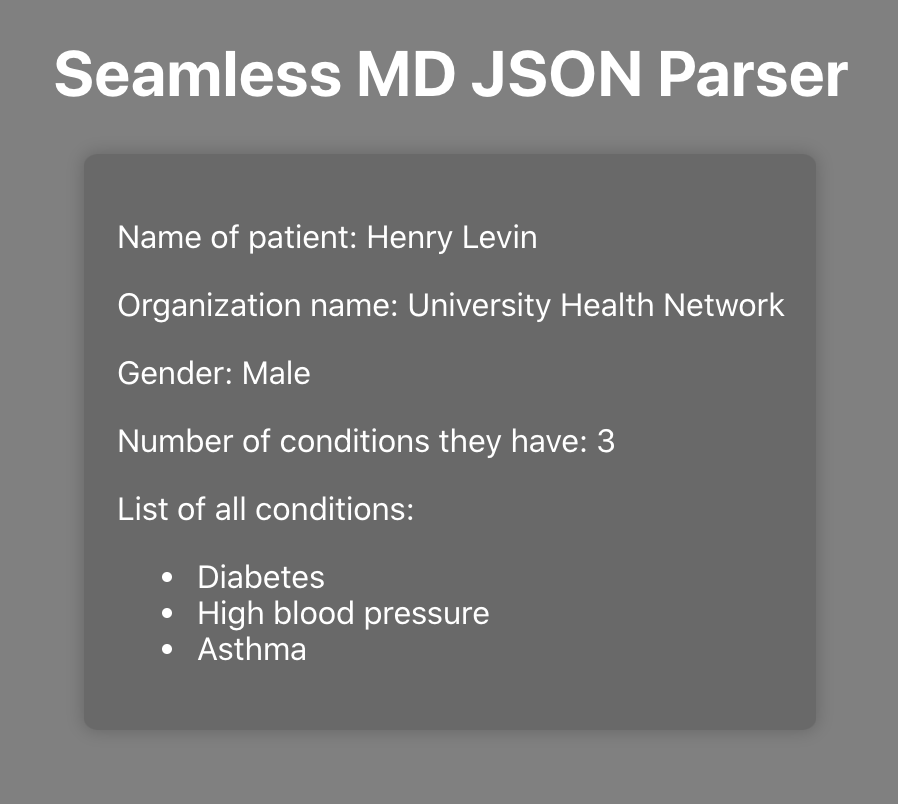 Seamless MD JSON Parser
Name of patient: Henry Levin
Organization name: University Health Network
Gender: Male
Number of conditions they have: 3
List of all conditions:
• Diabetes
• High blood pressure
• Asthma